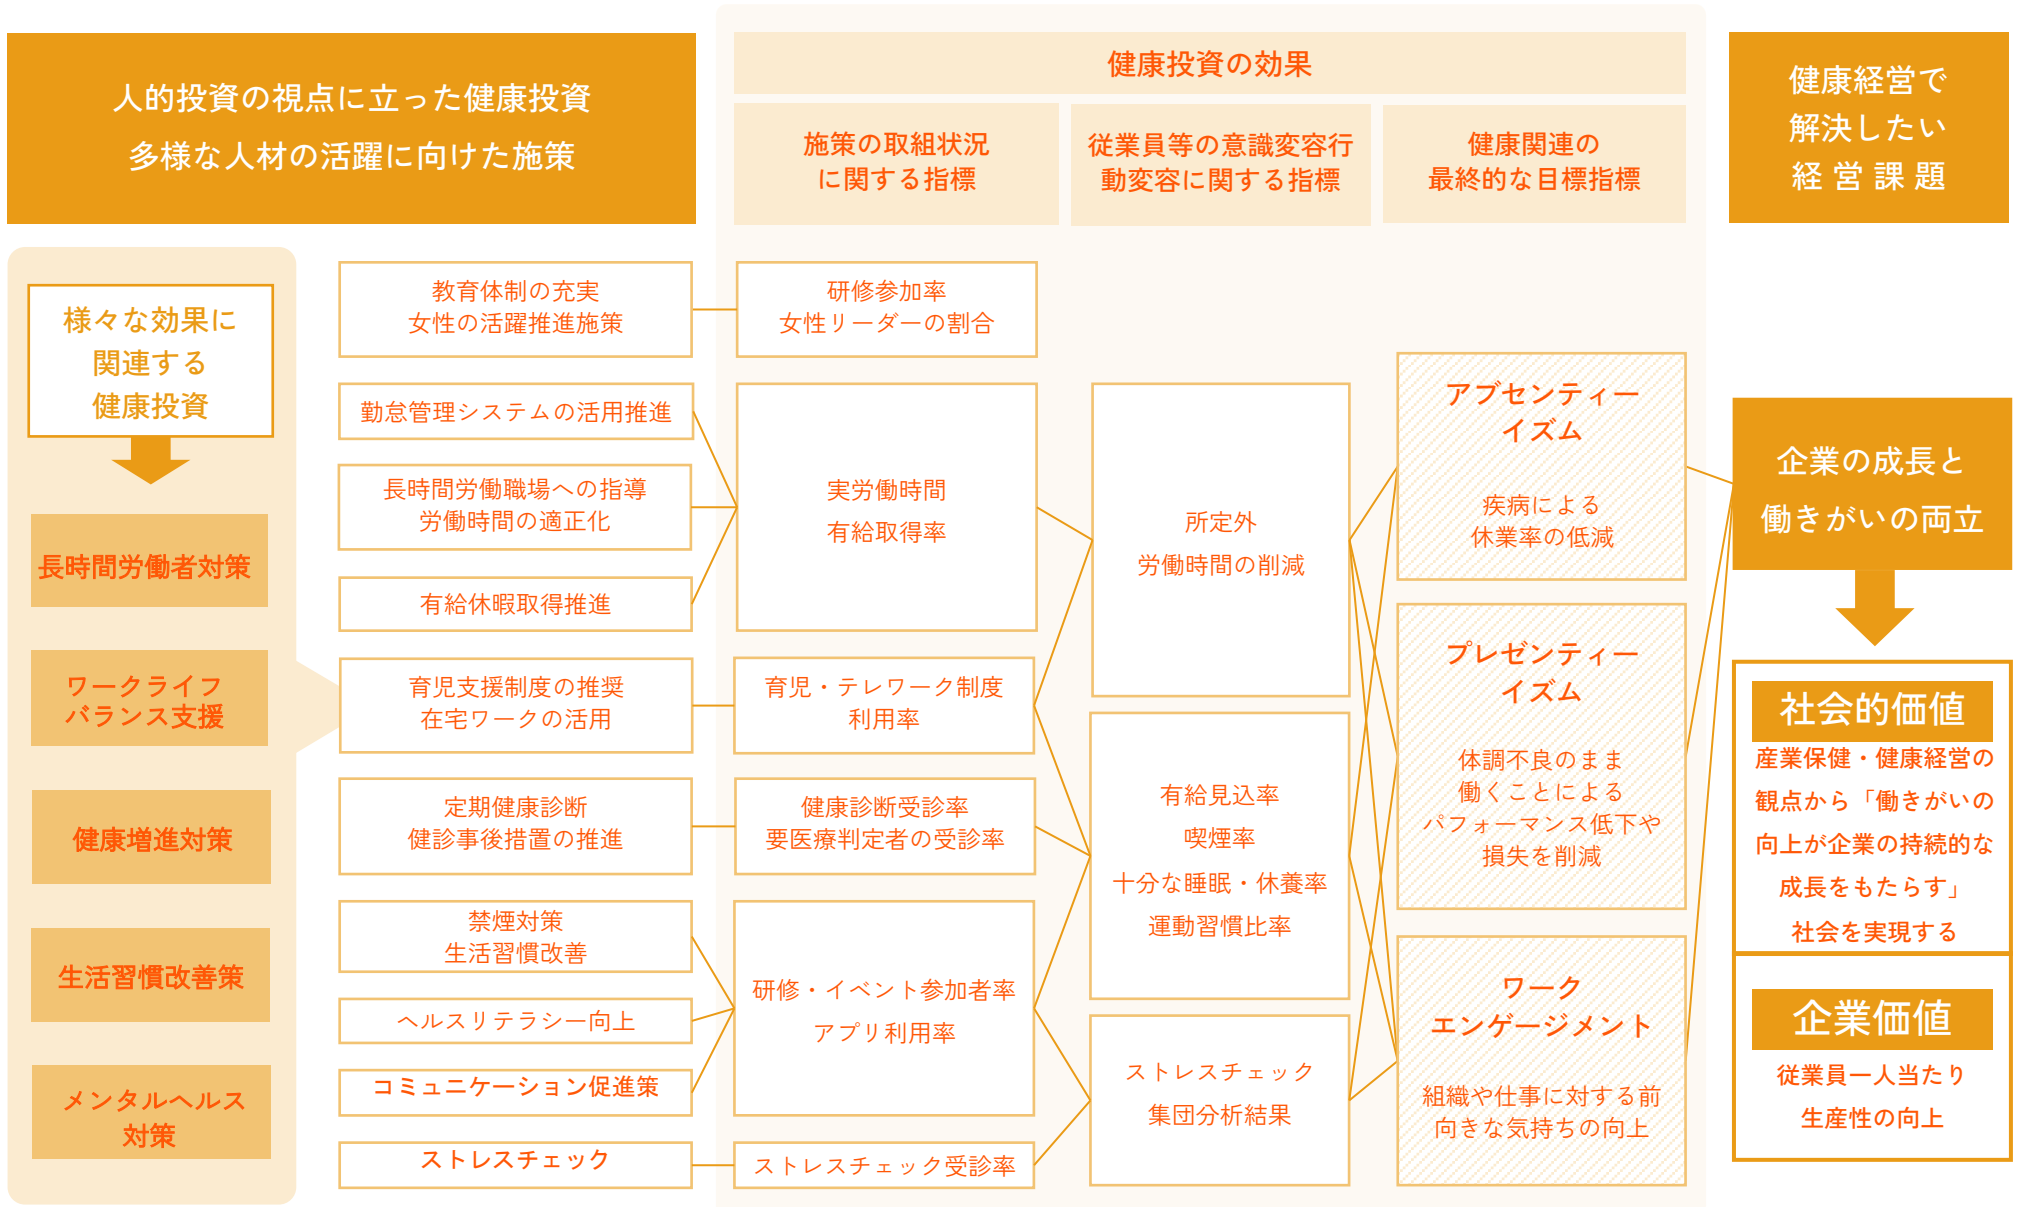 人的投資の視点に立った健康投資
多様な人材の活躍に向けた施策
健康投資の効果
施策の取組状況
に関する指標
従業員等の意識変容行
動変容に関する指標
健康関連の
最終的な目標指標
健康経営で
解決したい
経営課題
様々な効果に
関連する
健康投資
長時間労働者対策
ワークライフ
バランス支援
健康増進対策
生活習慣改善策
メンタルヘルス
対策
教育体制の充実
女性の活躍推進施策
勤怠管理システムの活用推進
長時間労働職場への指導
労働時間の適正化
有給休暇取得推進
育児支援制度の推奨
在宅ワークの活用
定期健康診断
健診事後措置の推進
禁煙対策
生活習慣改善
ヘルスリテラシー向上
コミュニケーション促進策
ストレスチェック
研修参加率
女性リーダーの割合
実労働時間
有給取得率
育児・テレワーク制度
利用率
健康診断受診率
要医療判定者の受診率
研修・イベント参加者率
アプリ利用率
ストレスチェック受診率
所定外
労働時間の削減
有給見込率
喫煙率
十分な睡眠・休養率
運動習慣比率
ストレスチェック
集団分析結果
アブセンティー
イズム
疾病による
休業率の低減
プレゼンティー
イズム
体調不良のまま
働くことによる
パフォーマンス低下や
損失を削減
ワーク
エンゲージメント
組織や仕事に対する前
向きな気持ちの向上
企業の成長と
働きがいの両立
社会的価値
産業保健・健康経営の
観点から「働きがいの
向上が企業の持続的な
成長をもたらす」
社会を実現する
企業価値
従業員一人当たり
生産性の向上